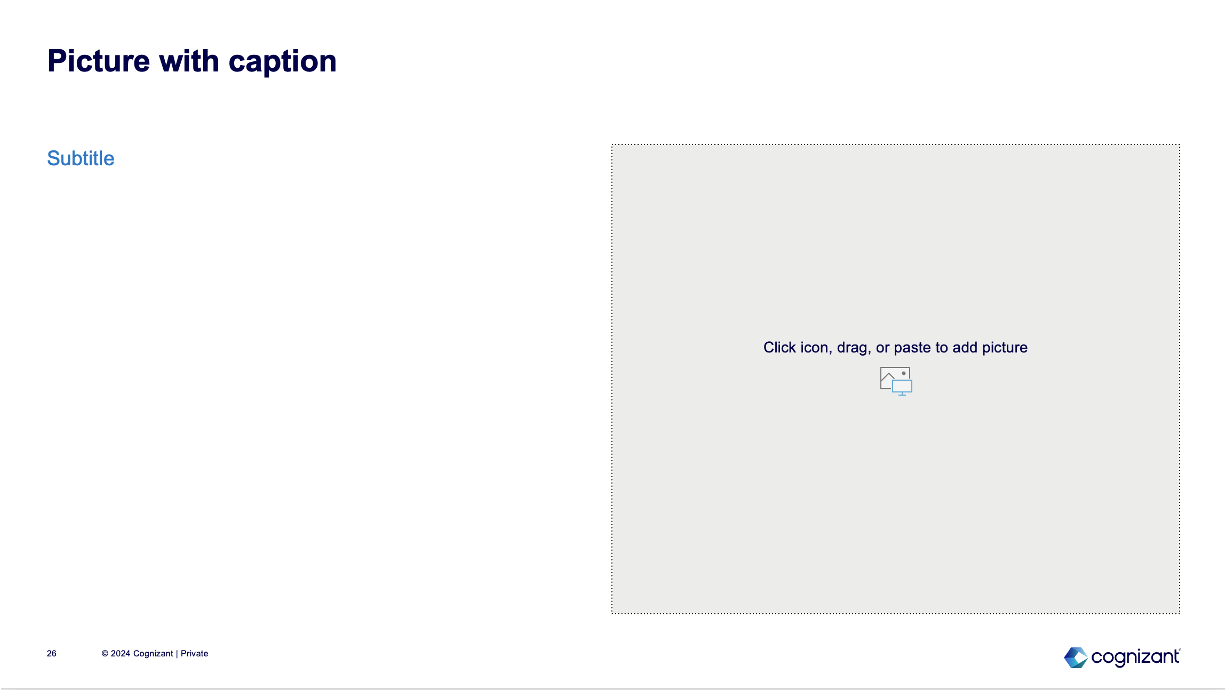 Picture with caption
Subtitle
Click icon, drag, or paste to add picture
26 © 2024 Cognizant | Private
cognizant